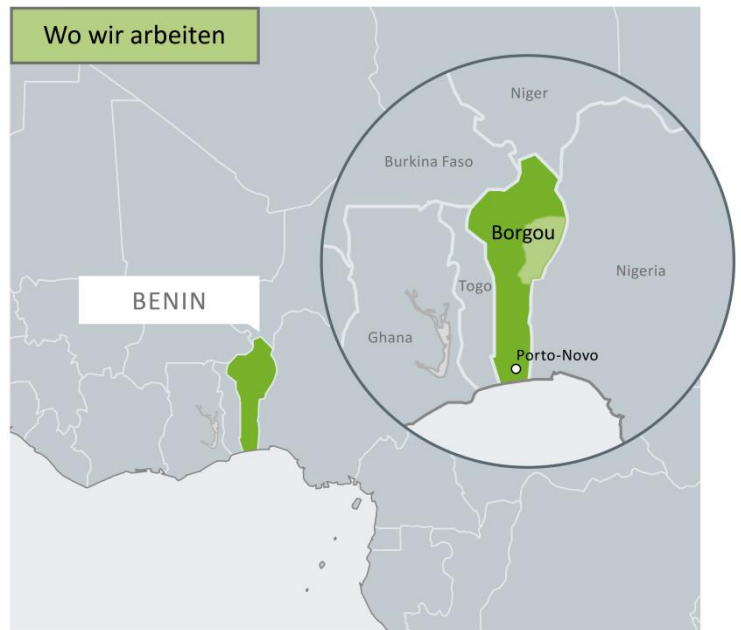 Wo wir arbeiten
Niger
Burkina Faso
Borgou
Nigeria
Togo
BENIN
Ghana
Porto-Novo